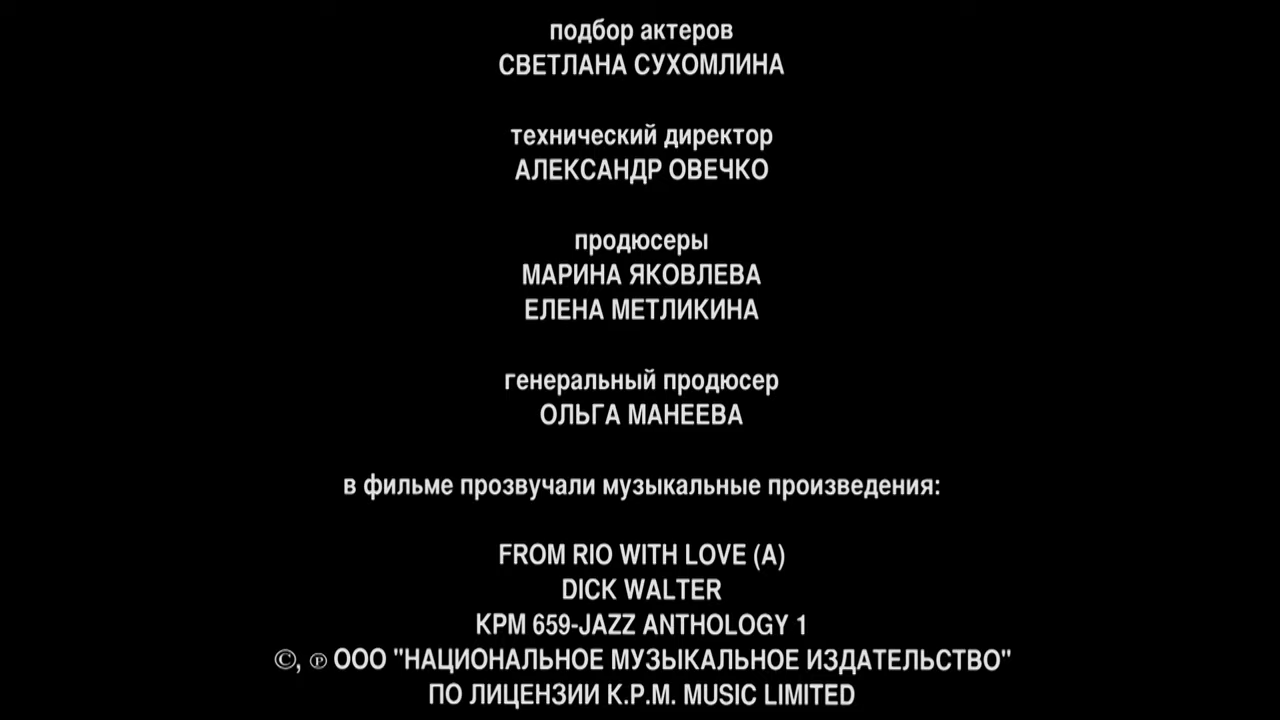 подбор актеров
СВЕТЛАНА СУХОМЛИНА
технический директор
АЛЕКСАНДР ОВЕЧКО
продюсеры
МАРИНА ЯКОВЛЕВА
ЕЛЕНА МЕТЛИКИНА
генеральный продюсер
ОЛЬГА МАНЕЕВА
в фильме прозвучали музыкальные произведения:
FROM RIO WITH LOVE (A)
DICK WALTER
KPM 659-JAZZ ANTHOLOGY 1
©, ℗ ООО "НАЦИОНАЛЬНОЕ МУЗЫКАЛЬНОЕ ИЗДАТЕЛЬСТВО"
ПО ЛИЦЕНЗИИ K.P.M. MUSIC LIMITED